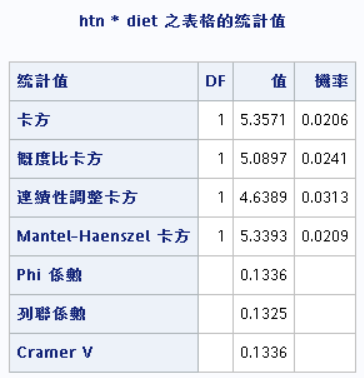 htn * diet 之表格的統計值
統計值 DF 值 機率
卡方 1 5.3571 0.0206
概度比卡方 1 5.0897 0.0241
連續性調整卡方 1 4.6389 0.0313
Mantel-Haenszel 卡方 1 5.3393 0.0209
Phi 係數 0.1336
列聯係數 0.1325
Cramer V 0.1336